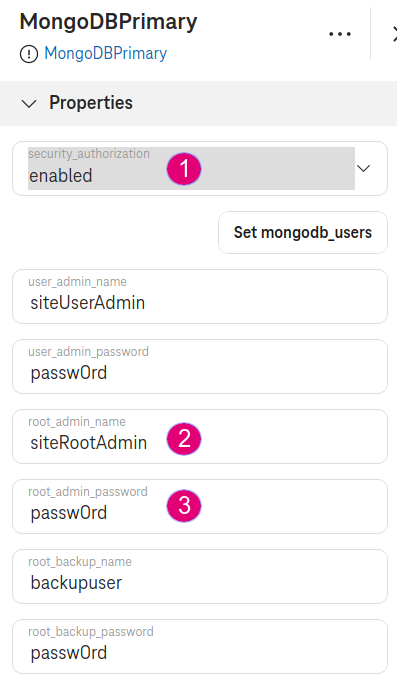 MongoDBPrimary
MongoDBPrimary
Properties
security_authorization
enabled
1
Set mongodb_users
user_admin_name
siteUserAdmin
user_admin_password
passw0rd
root_admin_name
siteRootAdmin
2
root_admin_password
passw0rd
3
root_backup_name
backupuser
root_backup_password
passw0rd